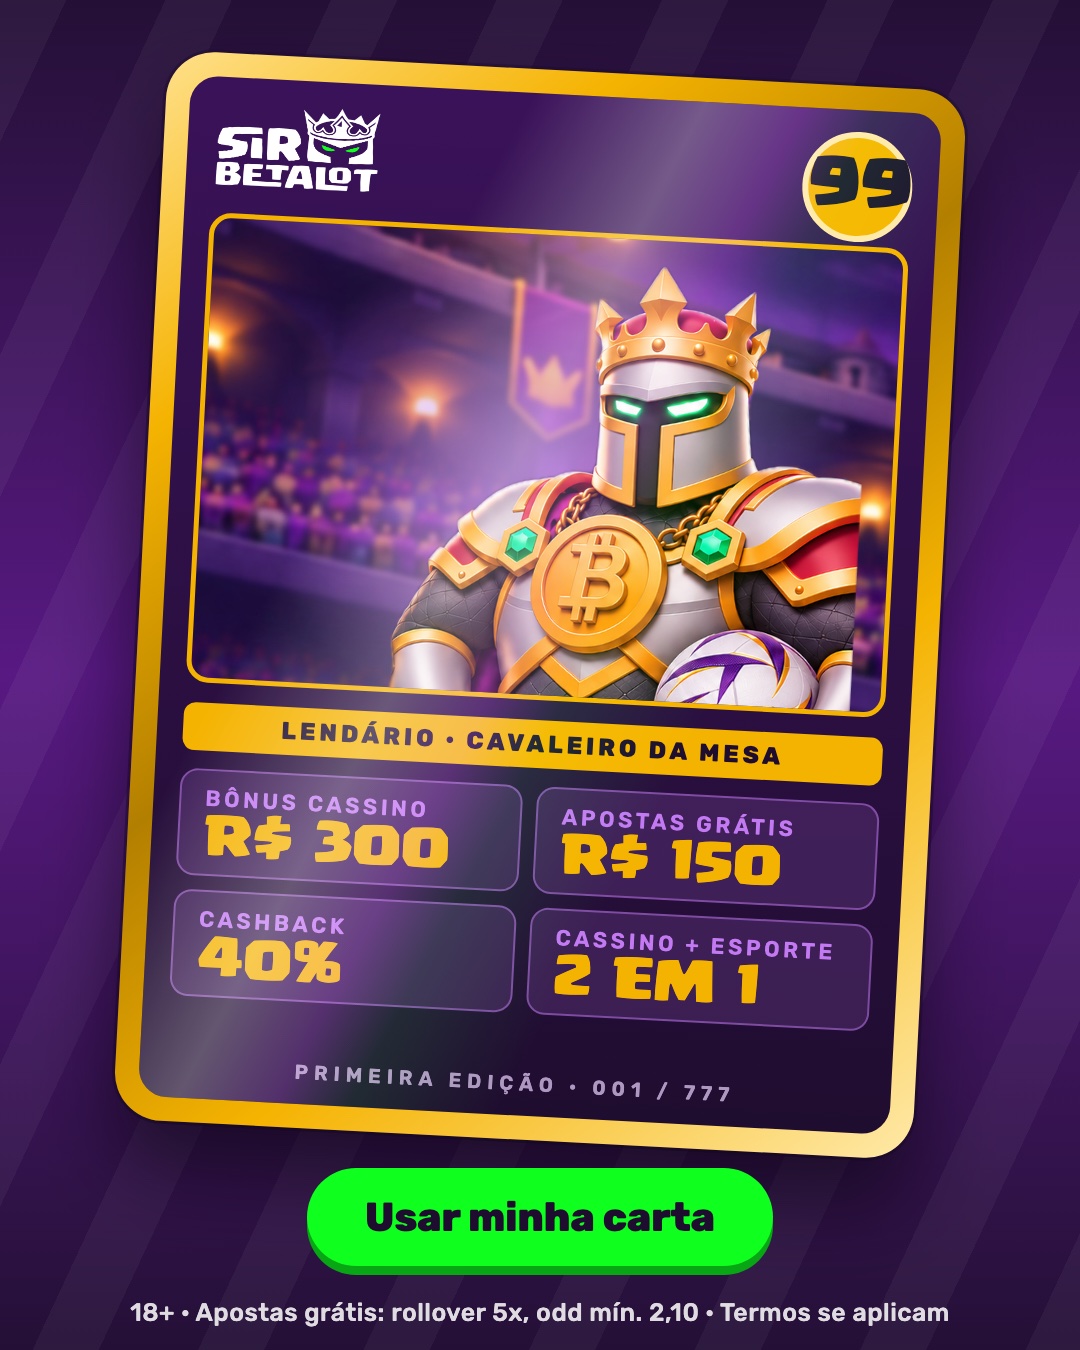 SIR
BETALOT
99
LENDÁRIO • CAVALEIRO DA MESA
BÔNUS CASSINO
R$ 300
APOSTAS GRÁTIS
R$ 150
CASHBACK
40%
CASSINO + ESPORTE
2 EM 1
PRIMEIRA EDIÇÃO • 001 / 777
Usar minha carta
18+ • Apostas grátis: rollover 5x, odd mín. 2,10 • Termos se aplicam